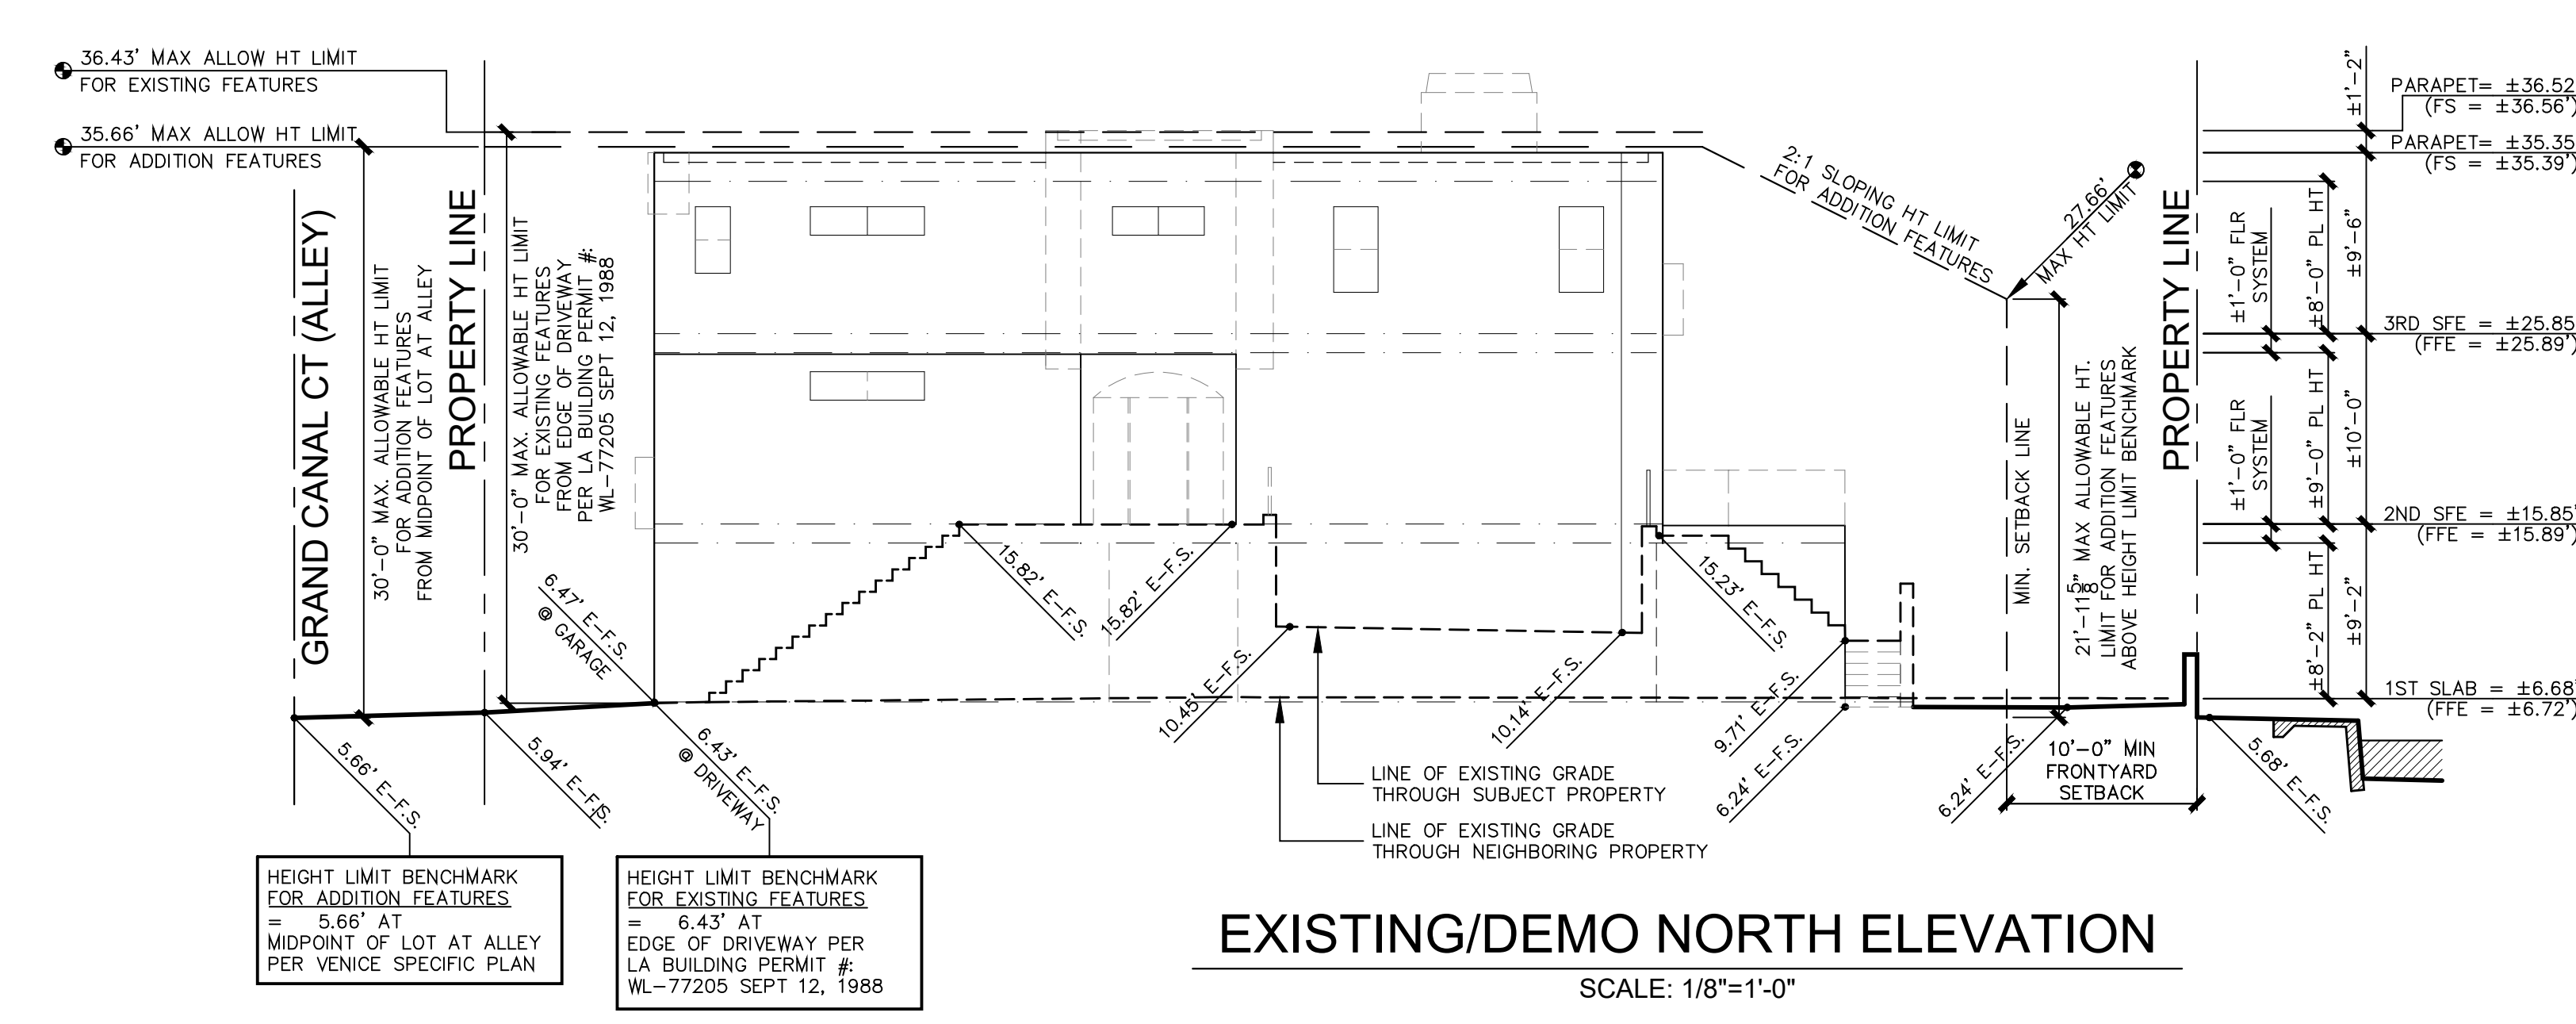 36.43' MAX ALLOW HT LIMIT
FOR EXISTING FEATURES
35.66' MAX ALLOW HT LIMIT
FOR ADDITION FEATURES
GRAND CANAL CT (ALLEY)
30'-0" MAX. ALLOWABLE HT LIMIT
FOR ADDITION FEATURES
FROM MIDPOINT OF LOT AT ALLEY
PROPERTY LINE
30'-0" MAX. ALLOWABLE HT LIMIT
FOR EXISTING FEATURES
FROM EDGE OF DRIVEWAY
PER LA BUILDING PERMIT #:
WL-77205 SEPT 12, 1988
6.47' E-F.S.
@ GARAGE
15.82' E-F.S.
15.82' E-F.S.
15.23' E-F.S.
2:1 SLOPING HT LIMIT
FOR ADDITION FEATURES
27.66'
MAX HT LIMIT
MIN. SETBACK LINE
21'-11 5/8" MAX ALLOWABLE HT.
LIMIT FOR ADDITION FEATURES
ABOVE HEIGHT LIMIT BENCHMARK
PROPERTY LINE
±1'-0" FLR
SYSTEM
±1'-0" FLR
SYSTEM
±8'-0" PL HT
±9'-0" PL HT
±8'-2" PL HT
±1'-2"
±9'-6"
±10'-0"
±9'-2"
PARAPET= ±36.52
(FS = ±36.56')
PARAPET= ±35.35
(FS = ±35.39')
3RD SFE = ±25.85
(FFE = ±25.89')
2ND SFE = ±15.85'
(FFE = ±15.89')
1ST SLAB = ±6.68'
(FFE = ±6.72')
5.66' E-F.S.
5.94' E-F.S.
6.43' E-F.S.
@ DRIVEWAY
10.45' E-F.S.
10.14' E-F.S.
9.71' E-F.S.
6.24' E-F.S.
6.24' E-F.S.
10'-0" MIN
FRONTYARD
SETBACK
5.68' E-F.S.
LINE OF EXISTING GRADE
THROUGH SUBJECT PROPERTY
LINE OF EXISTING GRADE
THROUGH NEIGHBORING PROPERTY
HEIGHT LIMIT BENCHMARK
FOR ADDITION FEATURES
= 5.66' AT
MIDPOINT OF LOT AT ALLEY
PER VENICE SPECIFIC PLAN
HEIGHT LIMIT BENCHMARK
FOR EXISTING FEATURES
= 6.43' AT
EDGE OF DRIVEWAY PER
LA BUILDING PERMIT #:
WL-77205 SEPT 12, 1988
EXISTING/DEMO NORTH ELEVATION
SCALE: 1/8"=1'-0"